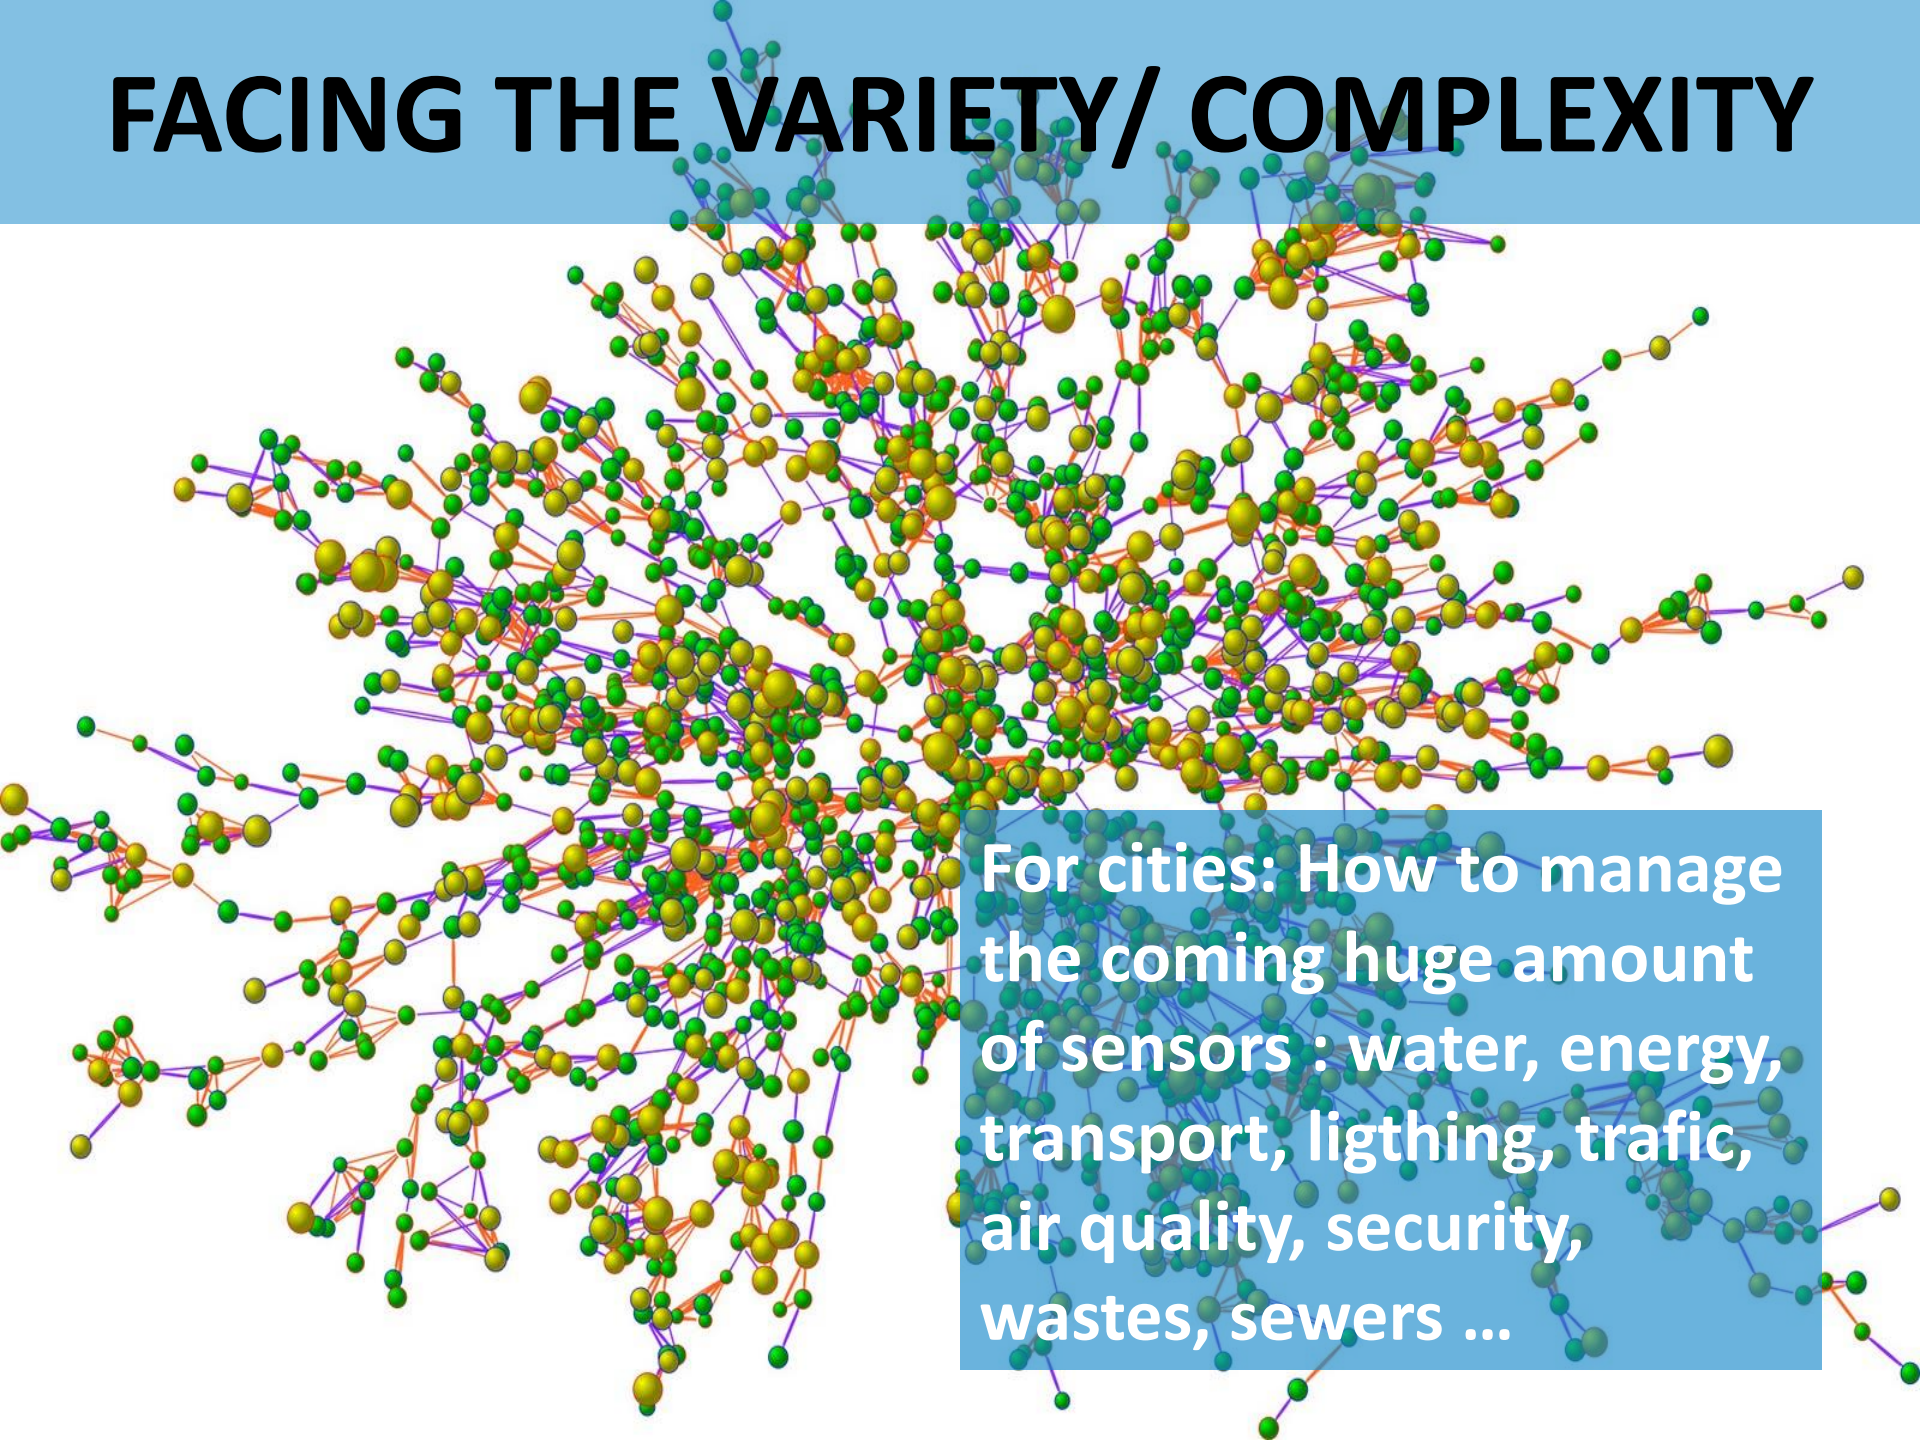 FACING THE VARIETY/ COMPLEXITY
For cities: How to manage
the coming huge amount
of sensors : water, energy,
transport, ligthing, trafic,
air quality, security,
wastes, sewers …